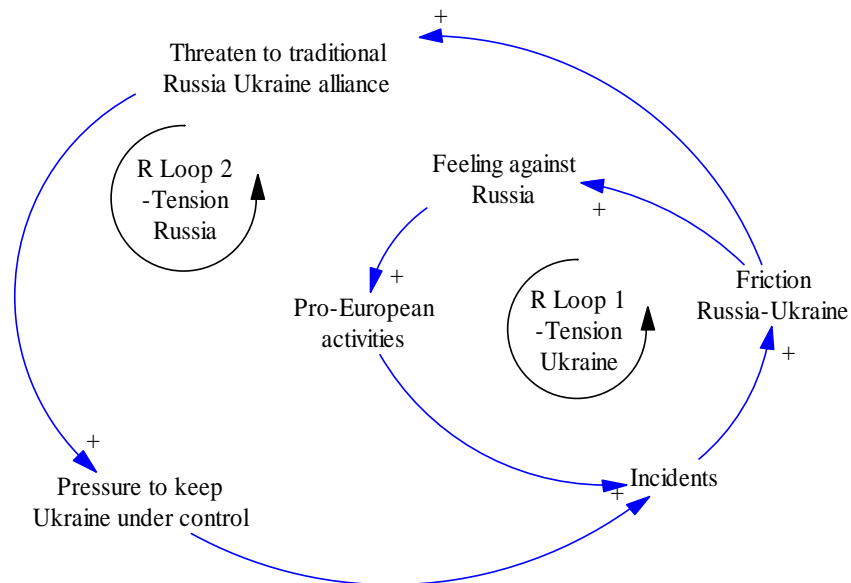 +
Threaten to traditional
Russia Ukraine alliance
R Loop 2
-Tension
Russia
Feeling against
Russia
+
+
Pro-European
activities
R Loop 1
-Tension
Ukraine
Friction
Russia-Ukraine
+
+
Pressure to keep
Ukraine under control
Incidents
+